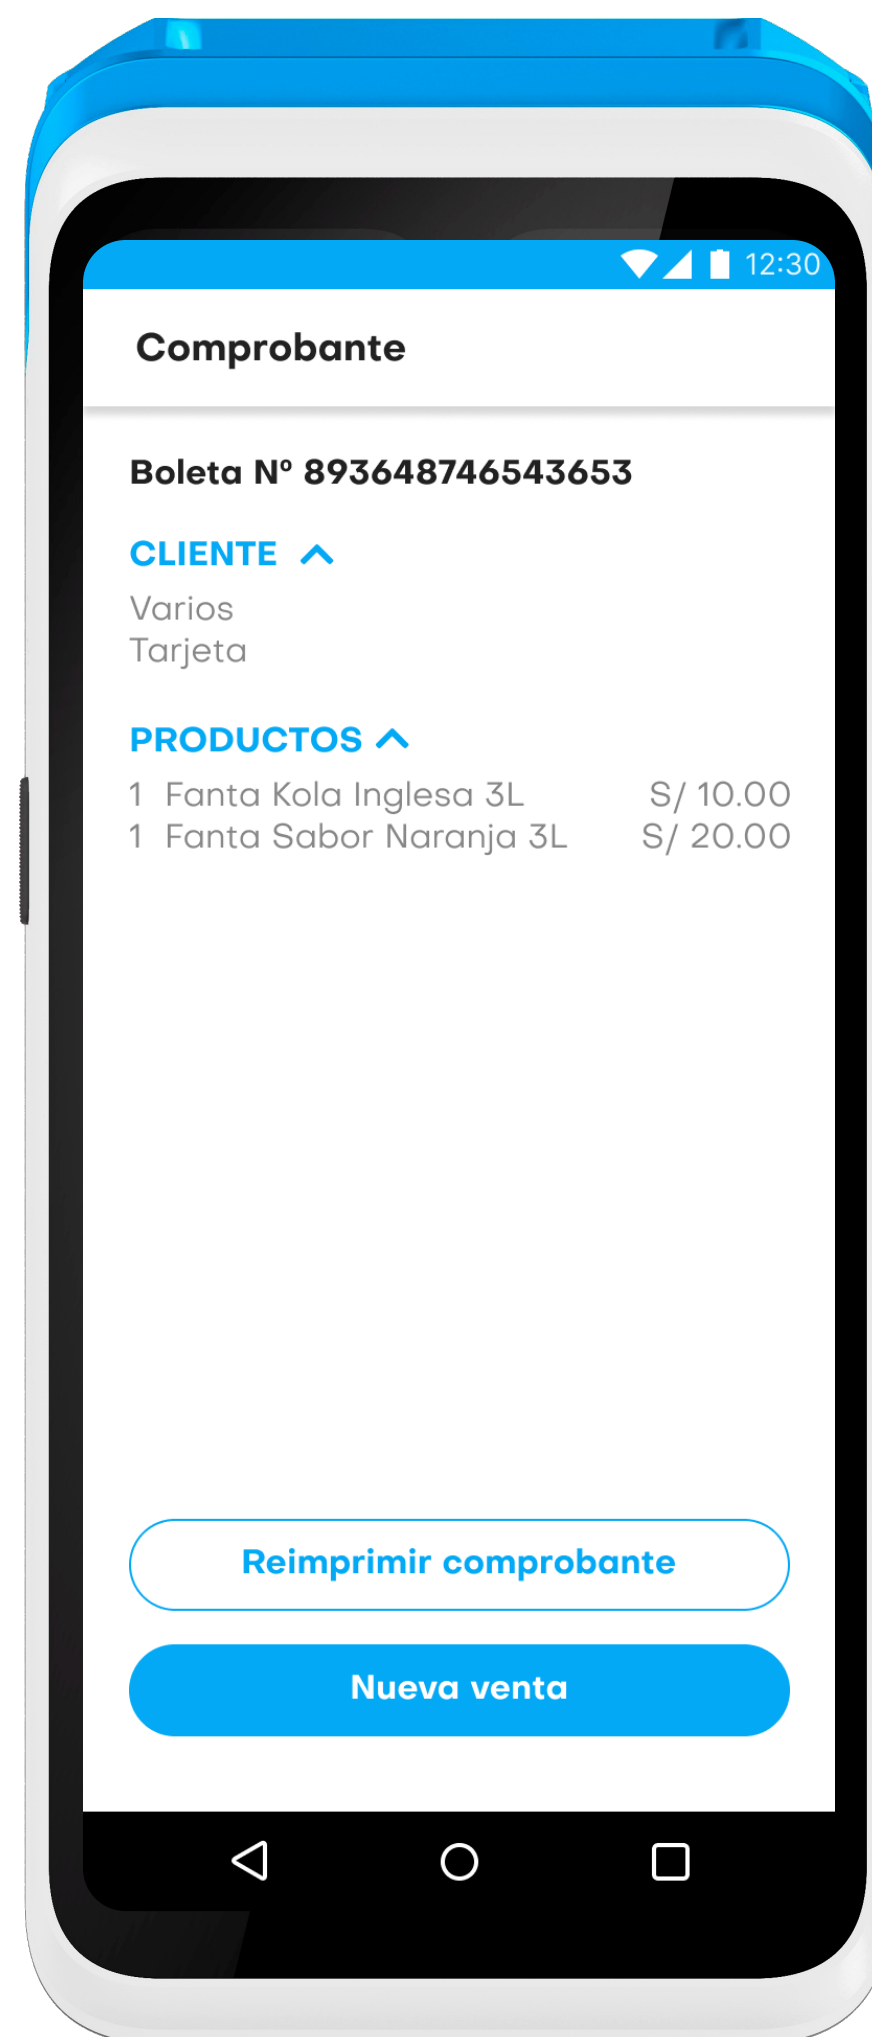 12:30
Comprobante
Boleta Nº 893648746543653
CLIENTE
Varios
Tarjeta
PRODUCTOS
1 Fanta Kola Inglesa 3L S/ 10.00
1 Fanta Sabor Naranja 3L S/ 20.00
Reimprimir comprobante
Nueva venta